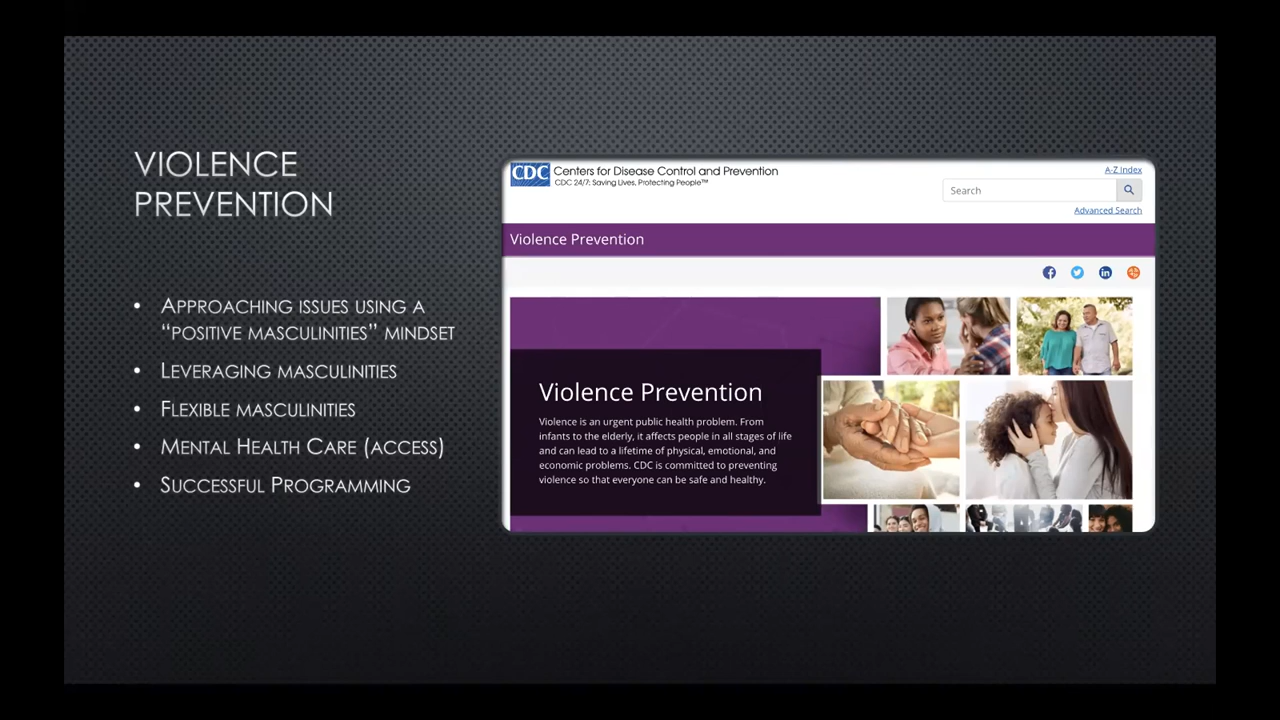 VIOLENCE
PREVENTION
• APPROACHING ISSUES USING A
“POSITIVE MASCULINITIES” MINDSET
• LEVERAGING MASCULINITIES
• FLEXIBLE MASCULINITIES
• MENTAL HEALTH CARE (ACCESS)
• SUCCESSFUL PROGRAMMING
CDC Centers for Disease Control and Prevention
CDC 24/7: Saving Lives, Protecting People™
A-Z Index
Search
Advanced Search
Violence Prevention
Violence Prevention
Violence is an urgent public health problem. From
infants to the elderly, it affects people in all stages of life
and can lead to a lifetime of physical, emotional, and
economic problems. CDC is committed to preventing
violence so that everyone can be safe and healthy.